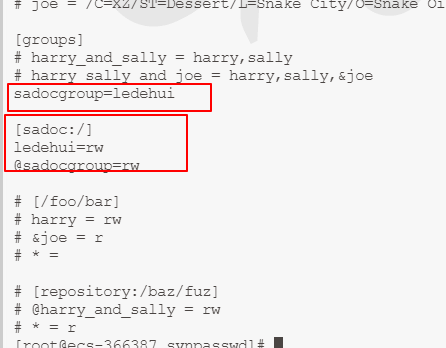 # joe = /C=XZ/ST=Dessert/L=Snake City/O=Snake Oi
[groups]
# harry_and_sally = harry,sally
# harry_sally_and_joe = harry,sally,&joe
sadocgroup=ledehui
[sadoc:/]
ledehui=rw
@sadocgroup=rw
# [/foo/bar]
# harry = rw
# &joe = r
# * =
# [repository:/baz/fuz]
# @harry_and_sally = rw
# * = r
[root@ecs-366387 svnpasswd]#